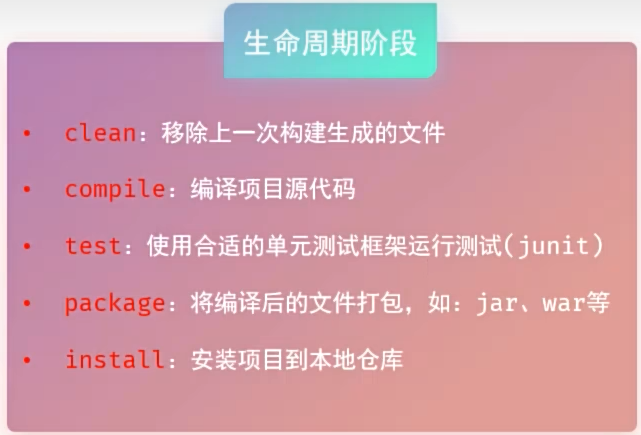 生命周期阶段
• clean：移除上一次构建生成的文件
• compile：编译项目源代码
• test：使用合适的单元测试框架运行测试(junit)
• package：将编译后的文件打包，如：jar、war等
• install：安装项目到本地仓库